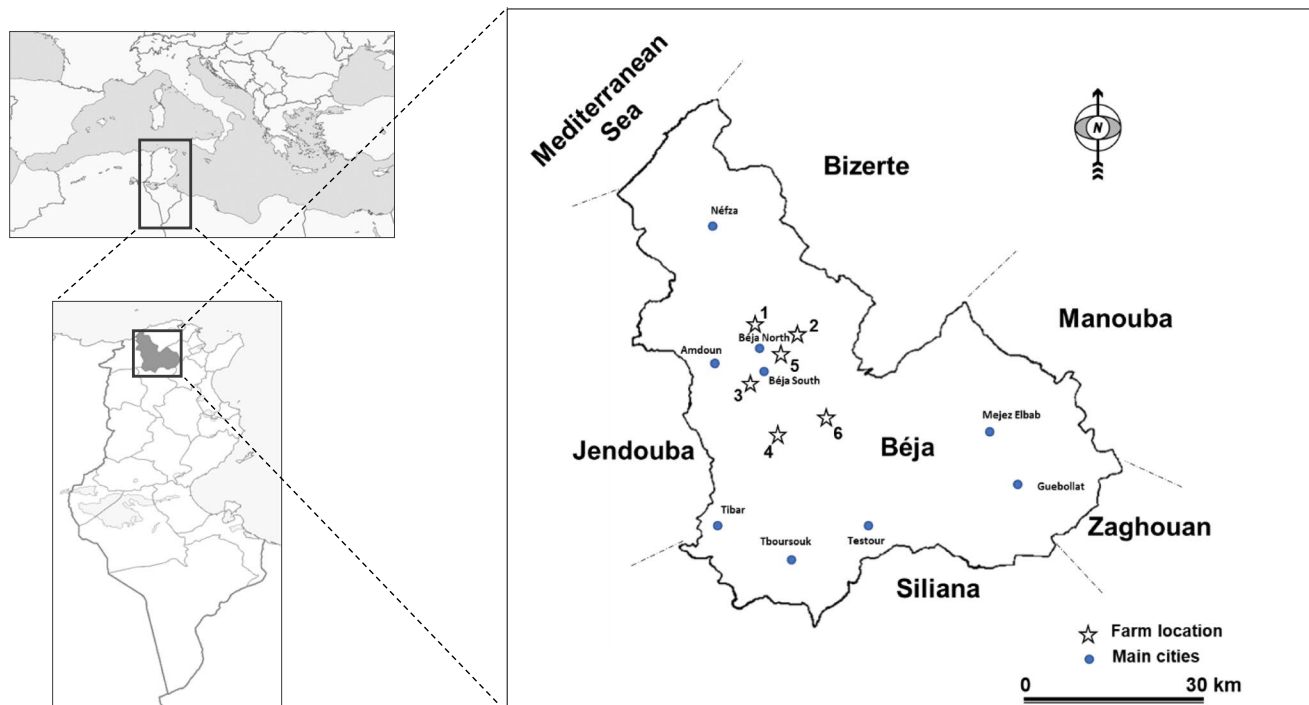 Mediterranean
Sea
Bizerte
N
Néfza
Manouba
1
2
Béja North
5
Amdoun
Béja South
3
6
Mejez Elbab
Jendouba
4
Béja
Guebollat
Tibar
Zaghouan
Tboursouk
Testour
Siliana
Farm location
Main cities
0 30 km